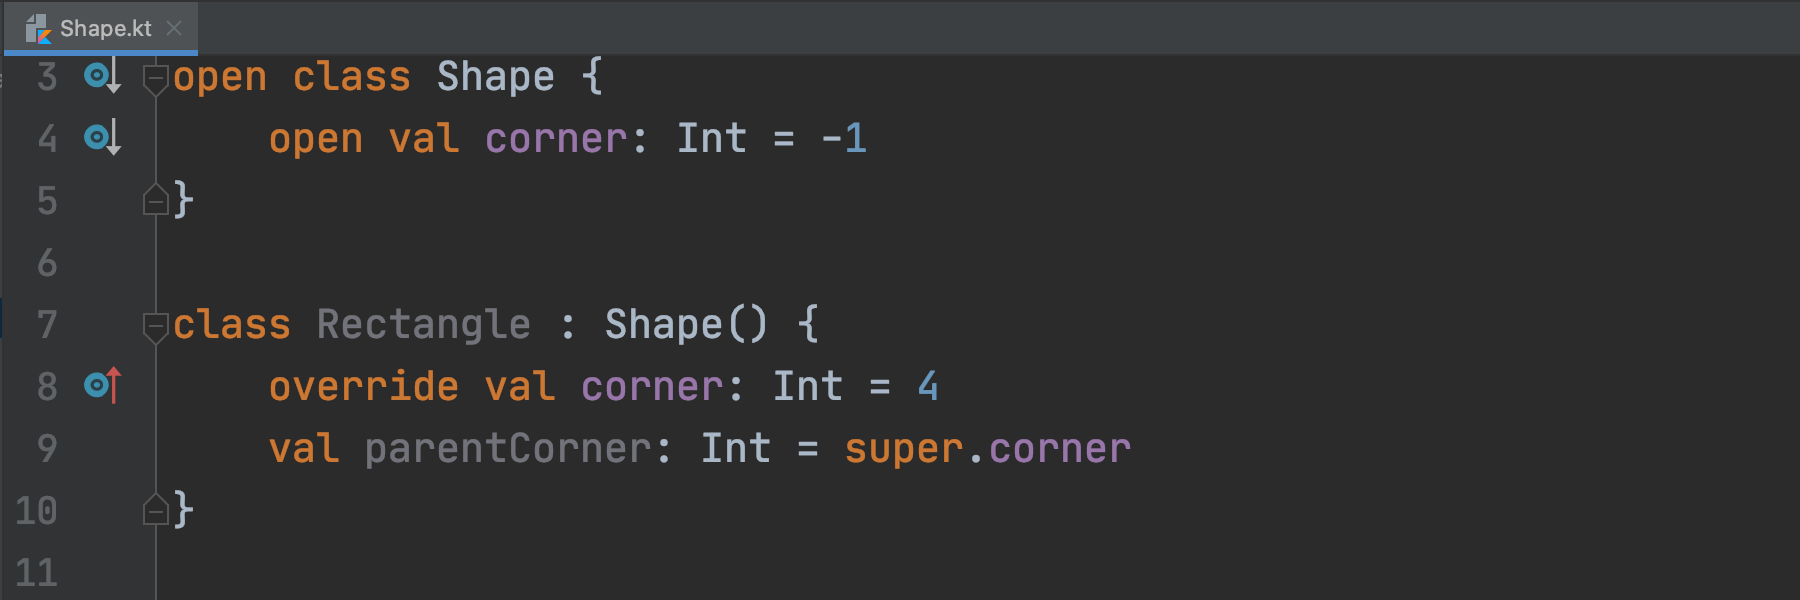 Shape.kt
3 open class Shape {
4     open val corner: Int = -1
5 }
6
7 class Rectangle : Shape() {
8     override val corner: Int = 4
9     val parentCorner: Int = super.corner
10 }
11